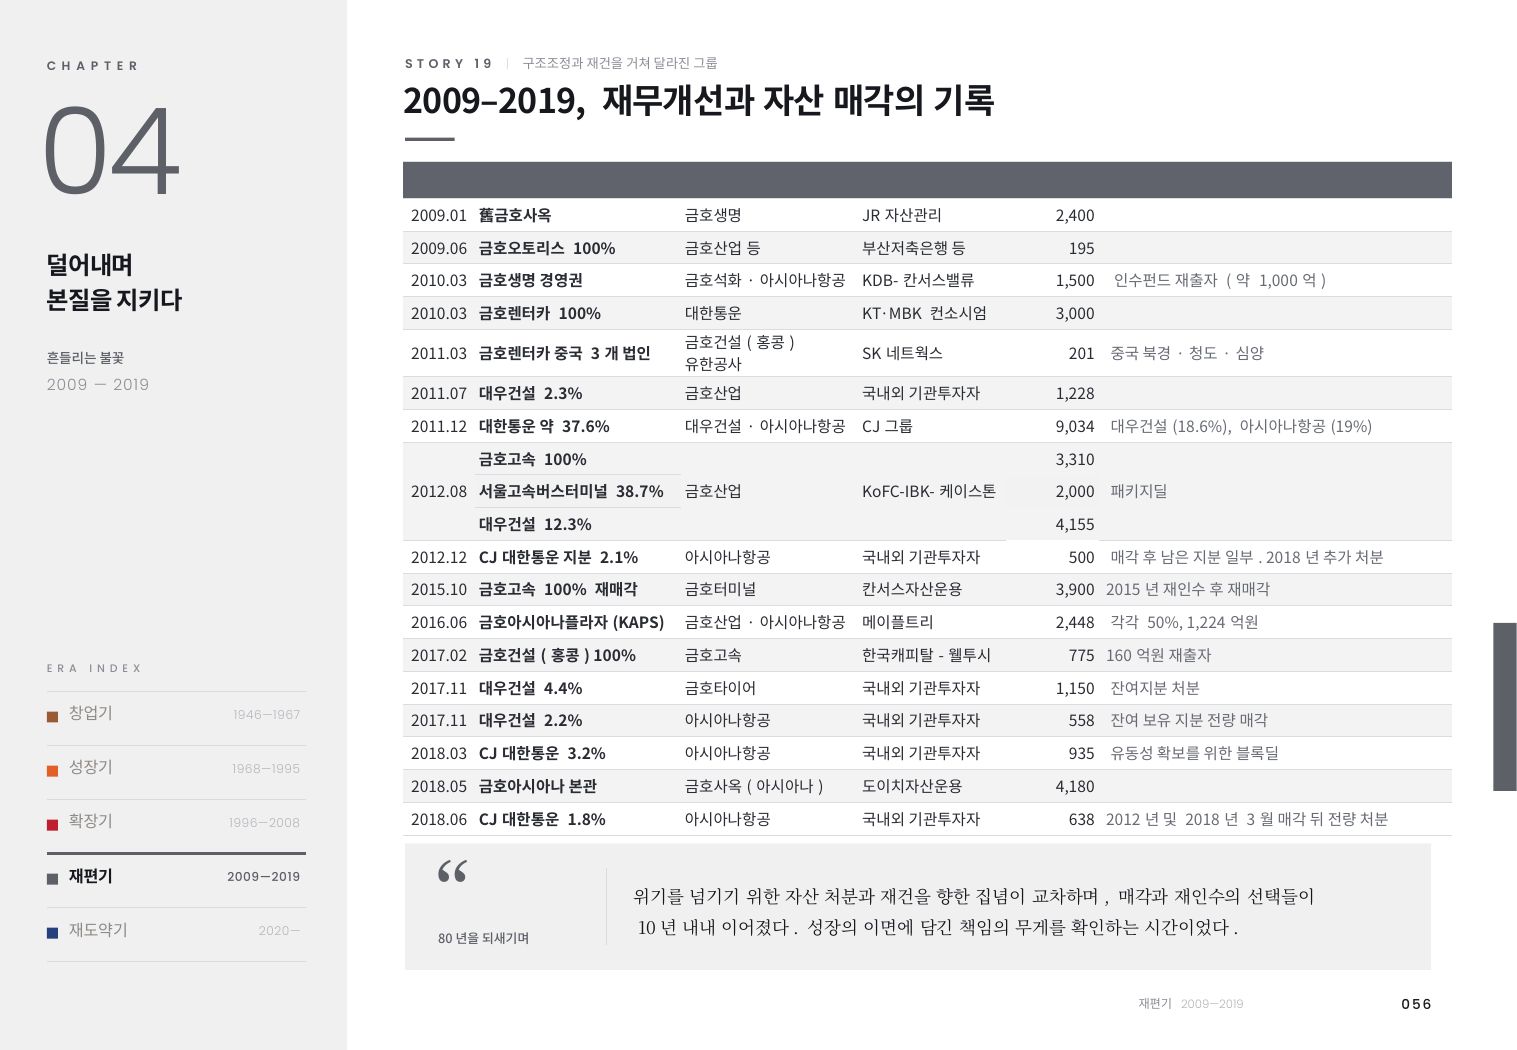 CHAPTER
04
덜어내며
본질을 지키다
흔들리는 불꽃
2009 — 2019
ERA INDEX
창업기 1946—1967
성장기 1968—1995
확장기 1996—2008
재편기 2009—2019
재도약기 2020—
STORY 19 | 구조조정과 재건을 거쳐 달라진 그룹
2009–2019, 재무개선과 자산 매각의 기록
2009.01 舊금호사옥 금호생명 JR 자산관리 2,400
2009.06 금호오토리스 100% 금호산업 등 부산저축은행 등 195
2010.03 금호생명 경영권 금호석화 · 아시아나항공 KDB- 칸서스밸류 1,500 인수펀드 재출자 ( 약 1,000 억 )
2010.03 금호렌터카 100% 대한통운 KT·MBK 컨소시엄 3,000
2011.03 금호렌터카 중국 3 개 법인 금호건설 ( 홍콩 ) 유한공사 SK 네트웍스 201 중국 북경 · 청도 · 심양
2011.07 대우건설 2.3% 금호산업 국내외 기관투자자 1,228
2011.12 대한통운 약 37.6% 대우건설 · 아시아나항공 CJ 그룹 9,034 대우건설 (18.6%), 아시아나항공 (19%)
금호고속 100% 3,310
2012.08 서울고속버스터미널 38.7% 금호산업 KoFC-IBK- 케이스톤 2,000 패키지딜
대우건설 12.3% 4,155
2012.12 CJ 대한통운 지분 2.1% 아시아나항공 국내외 기관투자자 500 매각 후 남은 지분 일부 . 2018 년 추가 처분
2015.10 금호고속 100% 재매각 금호터미널 칸서스자산운용 3,900 2015 년 재인수 후 재매각
2016.06 금호아시아나플라자 (KAPS) 금호산업 · 아시아나항공 메이플트리 2,448 각각 50%, 1,224 억원
2017.02 금호건설 ( 홍콩 ) 100% 금호고속 한국캐피탈 - 웰투시 775 160 억원 재출자
2017.11 대우건설 4.4% 금호타이어 국내외 기관투자자 1,150 잔여지분 처분
2017.11 대우건설 2.2% 아시아나항공 국내외 기관투자자 558 잔여 보유 지분 전량 매각
2018.03 CJ 대한통운 3.2% 아시아나항공 국내외 기관투자자 935 유동성 확보를 위한 블록딜
2018.05 금호아시아나 본관 금호사옥 ( 아시아나 ) 도이치자산운용 4,180
2018.06 CJ 대한통운 1.8% 아시아나항공 국내외 기관투자자 638 2012 년 및 2018 년 3 월 매각 뒤 전량 처분
“
80 년을 되새기며
위기를 넘기기 위한 자산 처분과 재건을 향한 집념이 교차하며 , 매각과 재인수의 선택들이
10 년 내내 이어졌다 . 성장의 이면에 담긴 책임의 무게를 확인하는 시간이었다 .
재편기 2009—2019 056